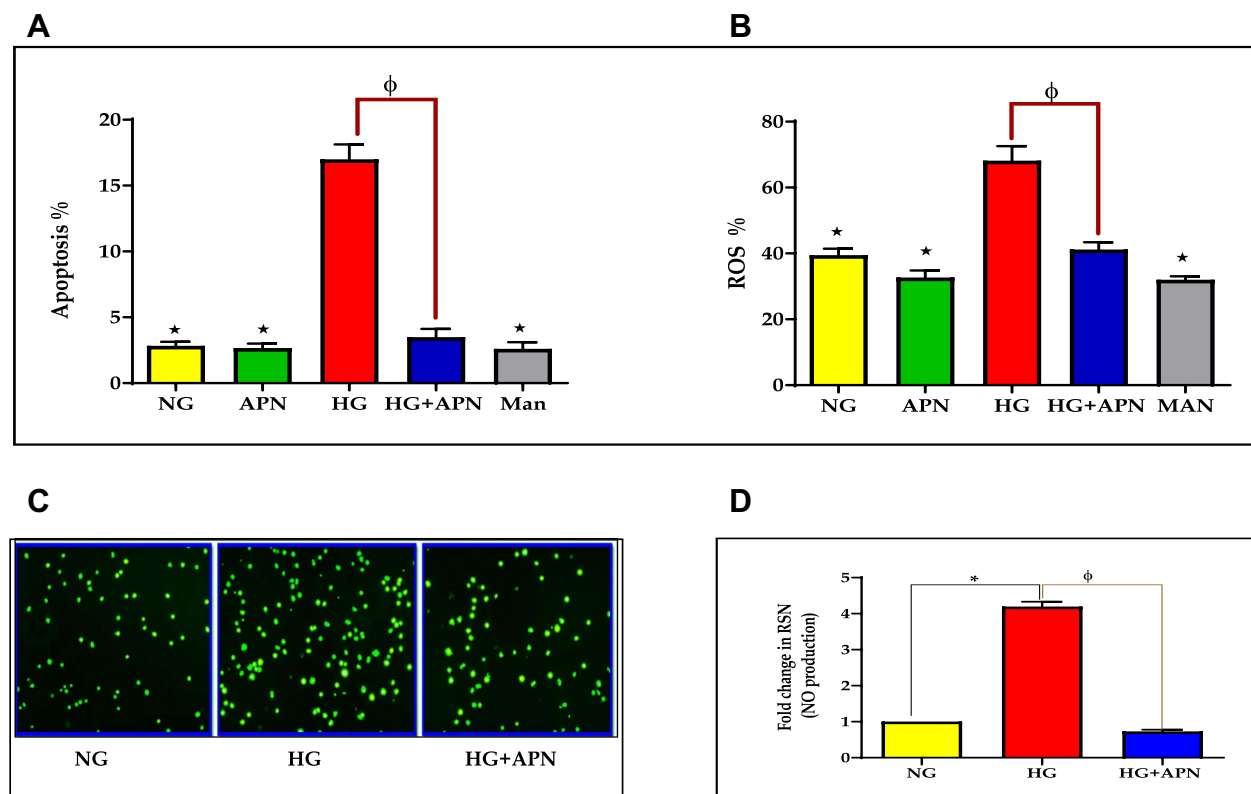 A
ϕ
20
15
10
5
0
Apoptosis %
★
★
★
NG APN HG HG+APN Man
B
ϕ
80
60
40
20
0
ROS %
★
★
★
NG APN HG HG+APN MAN
C
NG HG HG+APN
D
* ϕ
5
4
3
2
1
0
Fold change in RSN
(NO production)
NG HG HG+APN